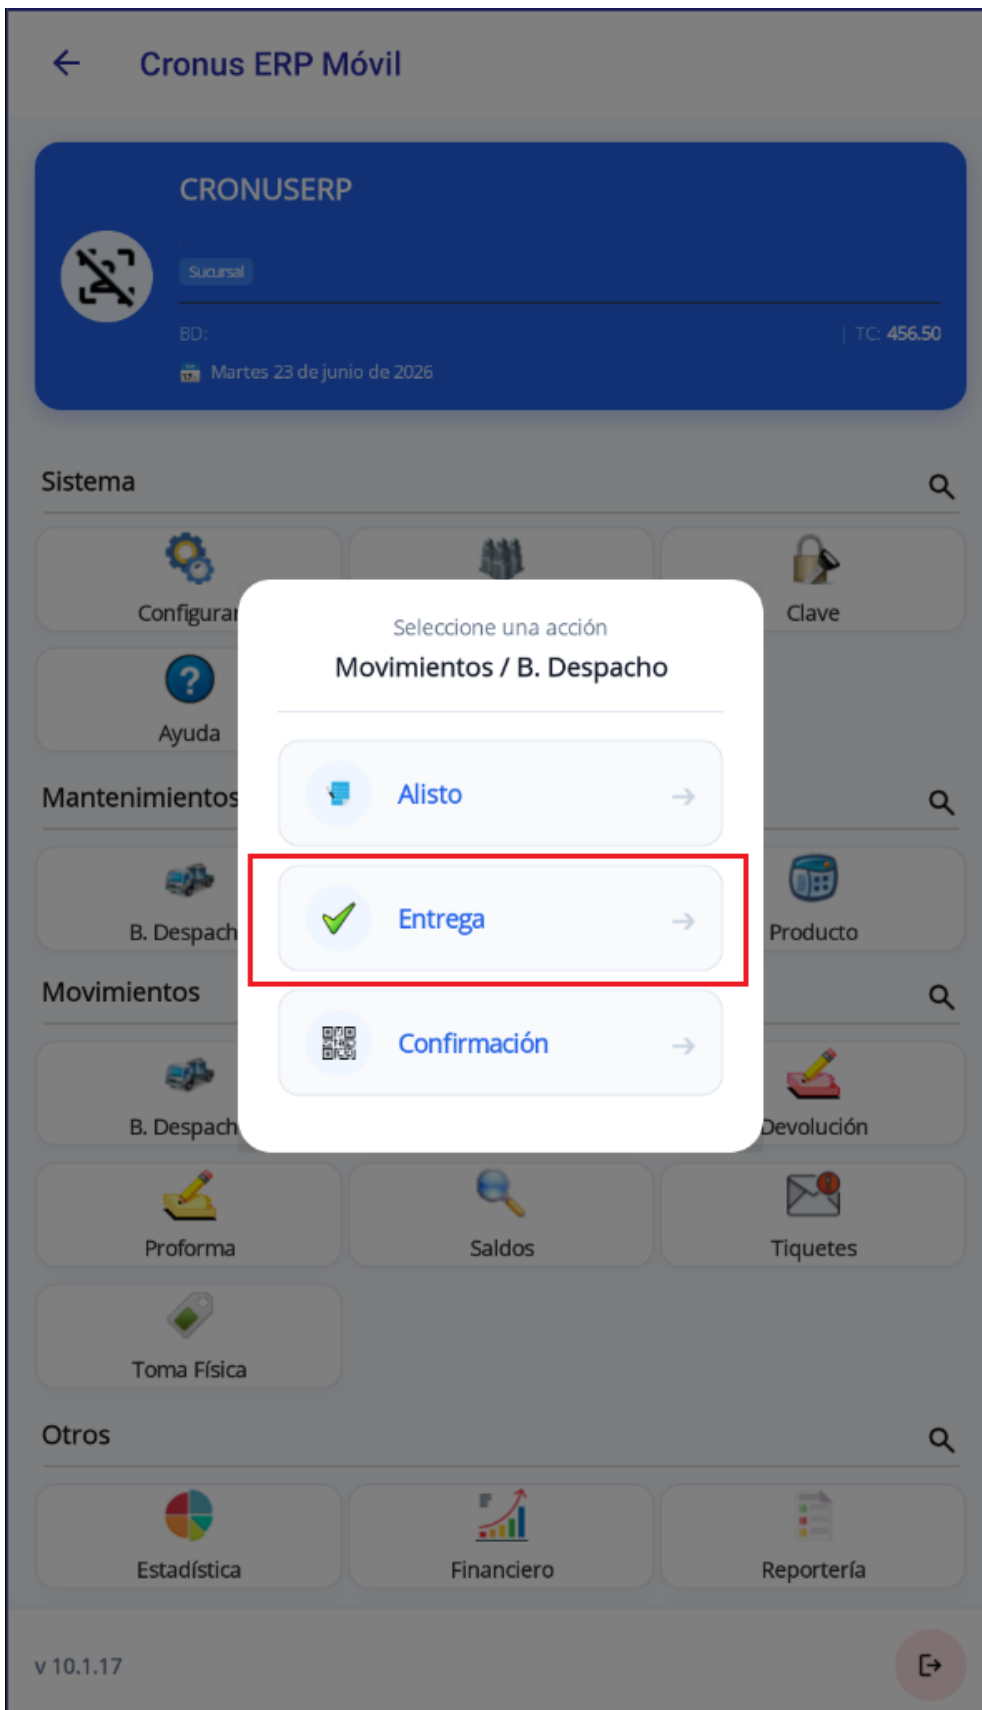 Cronus ERP Móvil
CRONUSERP
Sucursal
BD:
| TC: 456.50
Martes 23 de junio de 2026
Sistema
Configurar
Clave
Ayuda
Seleccione una acción
Movimientos / B. Despacho
Alisto
Entrega
Confirmación
Mantenimientos
B. Despach
Producto
Movimientos
B. Despach
Devolución
Proforma
Saldos
Tiquetes
Toma Física
Otros
Estadística
Financiero
Reportería
v 10.1.17